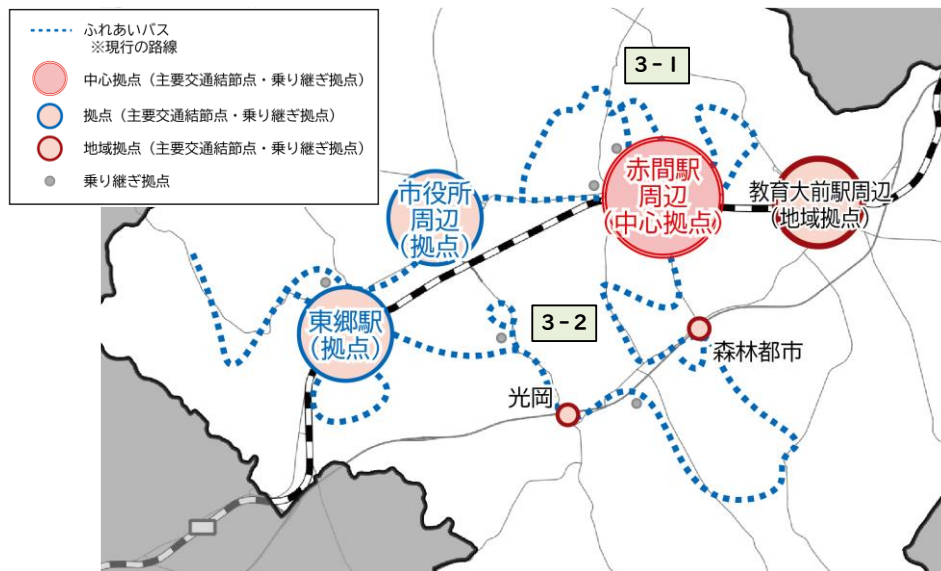 ふれあいバス
※現行の路線
中心拠点（主要交通結節点・乗り継ぎ拠点）
拠点（主要交通結節点・乗り継ぎ拠点）
地域拠点（主要交通結節点・乗り継ぎ拠点）
乗り継ぎ拠点
3-1
赤間駅
周辺
(中心拠点)
教育大前駅周辺
(地域拠点)
市役所
周辺
(拠点)
東郷駅
(拠点)
3-2
森林都市
光岡